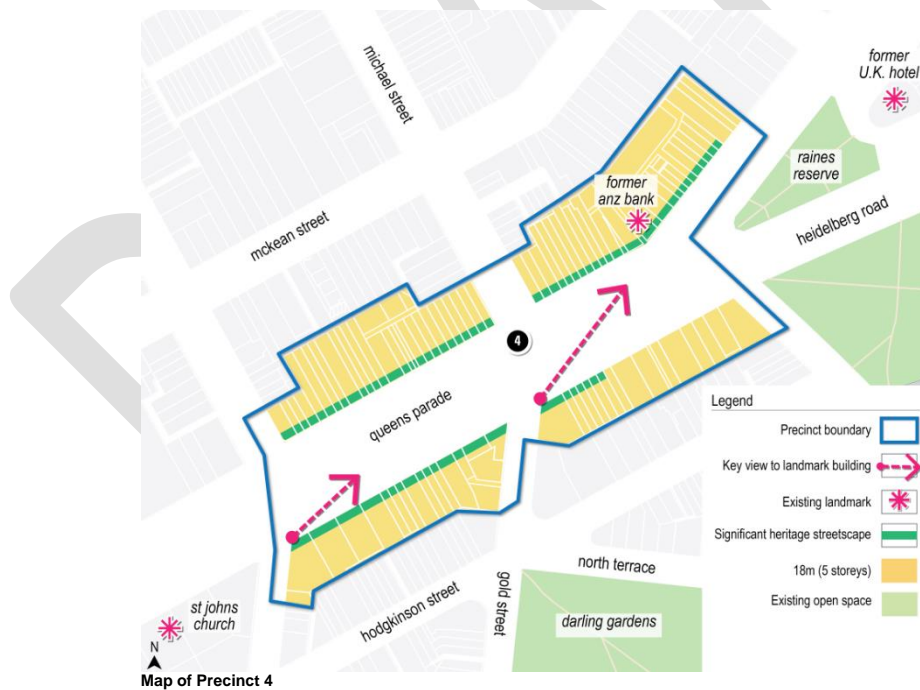 former
U.K. hotel
michael street
raines
reserve
former
anz bank
mckean street
heidelberg road
4
queens parade
Legend
Precinct boundary
Key view to landmark building
Existing landmark
Significant heritage streetscape
18m (5 storeys)
Existing open space
north terrace
gold street
hodgkinson street
darling gardens
st johns
church
N
Map of Precinct 4